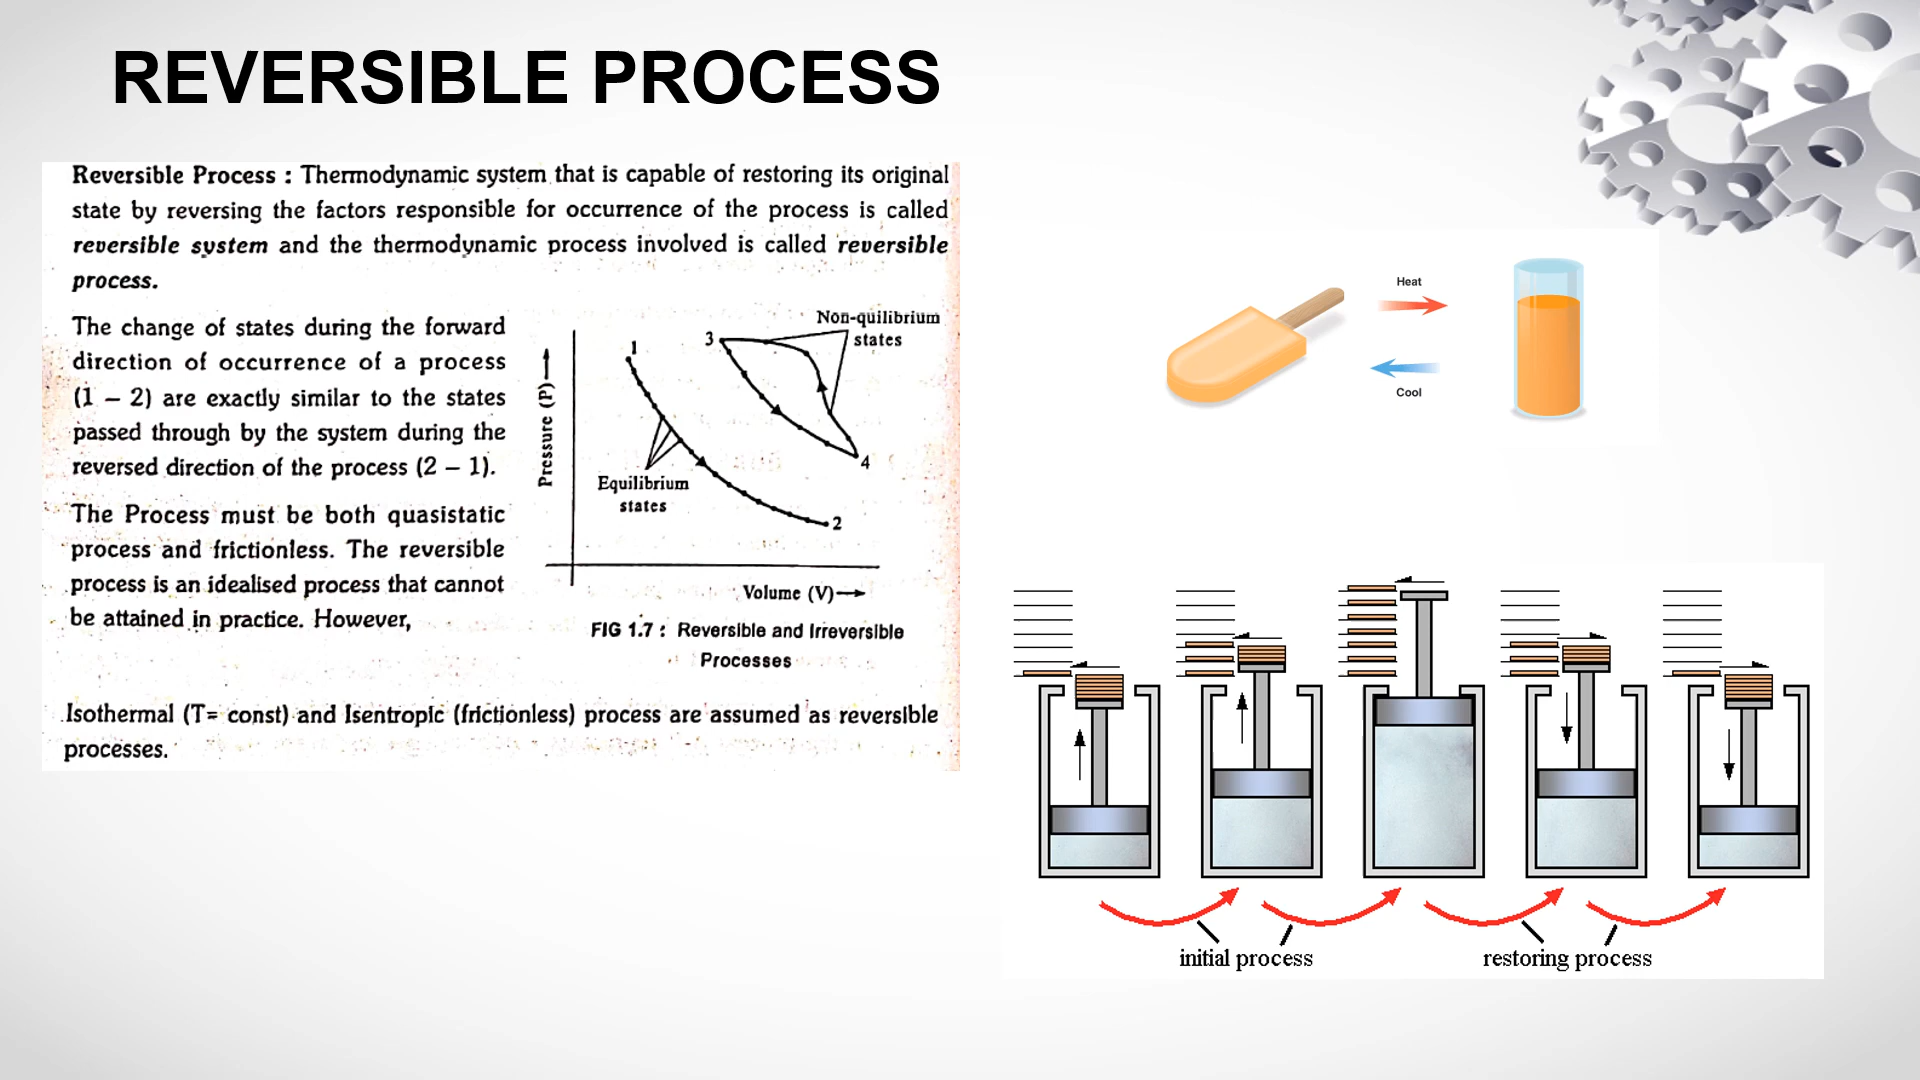 REVERSIBLE PROCESS
Reversible Process : Thermodynamic system that is capable of restoring its original
state by reversing the factors responsible for occurrence of the process is called
reversible system and the thermodynamic process involved is called reversible
process.
The change of states during the forward
direction of occurrence of a process
(1 – 2) are exactly similar to the states
passed through by the system during the
reversed direction of the process (2 – 1).
The Process must be both quasistatic
process and frictionless. The reversible
process is an idealised process that cannot
be attained in practice. However,
Pressure (P)
1
3
Non-quilibrium
states
4
Equilibrium
states
2
Volume (V)
FIG 1.7 : Reversible and Irreversible
Processes
Isothermal (T= const) and Isentropic (frictionless) process are assumed as reversible
processes.
Heat
Cool
initial process
restoring process